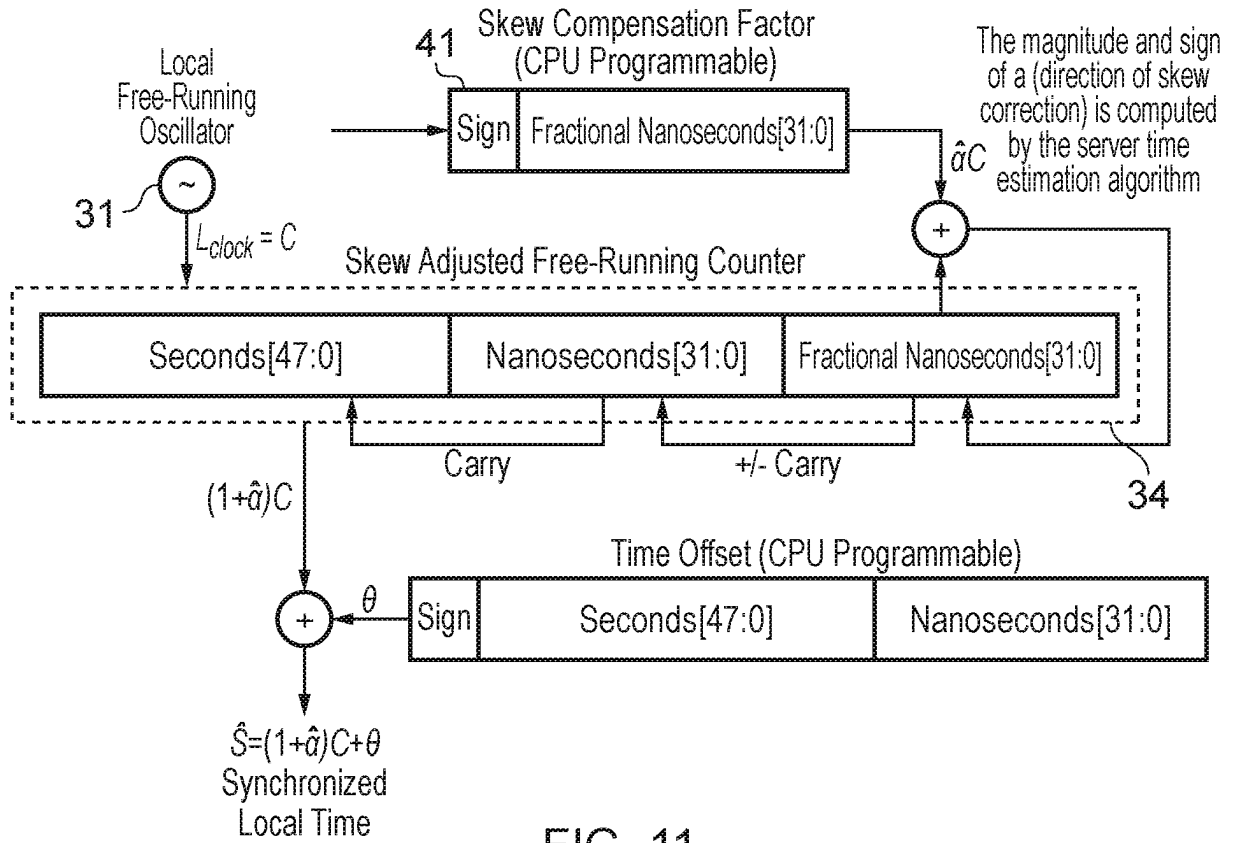 Skew Compensation Factor
(CPU Programmable)
41
Sign
Fractional Nanoseconds[31:0]
The magnitude and sign
of a (direction of skew
correction) is computed
by the server time
estimation algorithm
Local
Free-Running
Oscillator
~
31
L_clock = C
α̂C
+
Skew Adjusted Free-Running Counter
Seconds[47:0]
Nanoseconds[31:0]
Fractional Nanoseconds[31:0]
Carry
+/- Carry
34
(1+α̂)C
Time Offset (CPU Programmable)
+
θ
Sign
Seconds[47:0]
Nanoseconds[31:0]
Ŝ=(1+α̂)C+θ
Synchronized
Local Time
FIG. 11